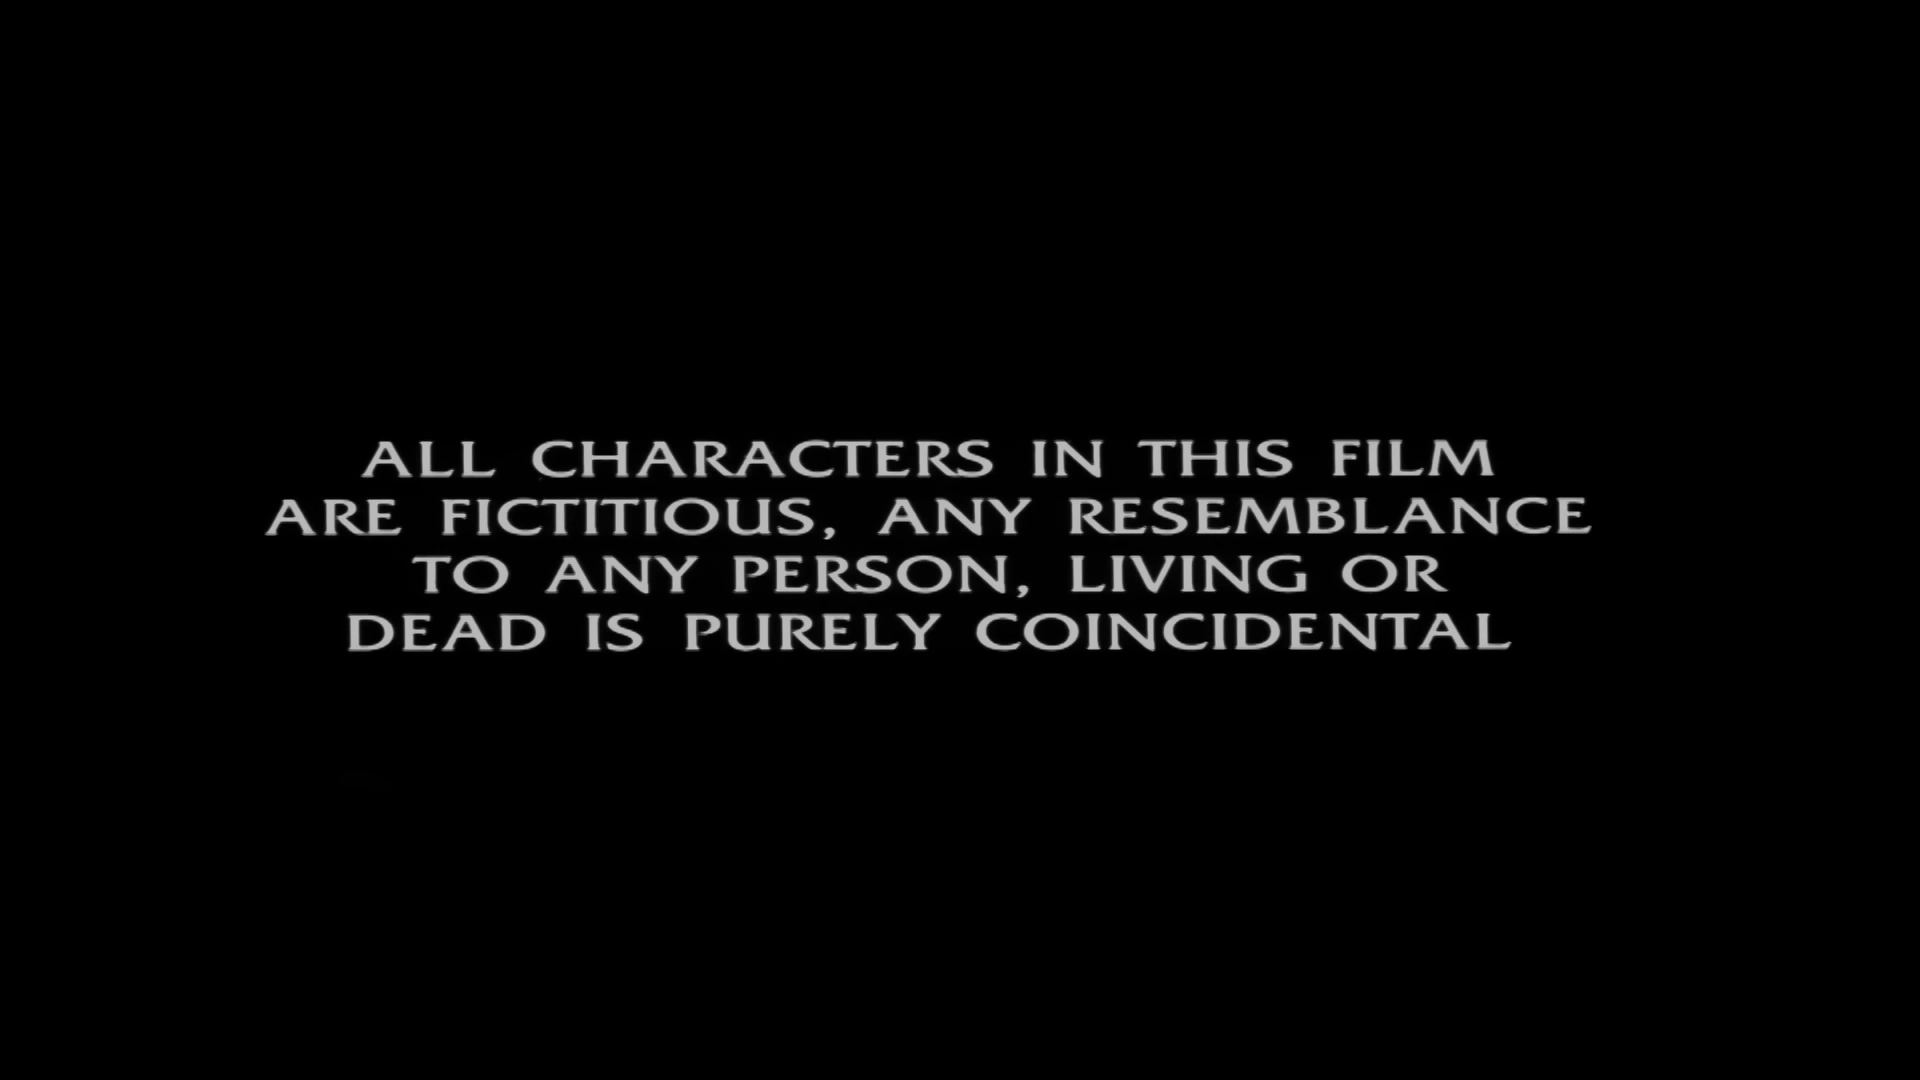 ALL CHARACTERS IN THIS FILM
ARE FICTITIOUS, ANY RESEMBLANCE
TO ANY PERSON, LIVING OR
DEAD IS PURELY COINCIDENTAL